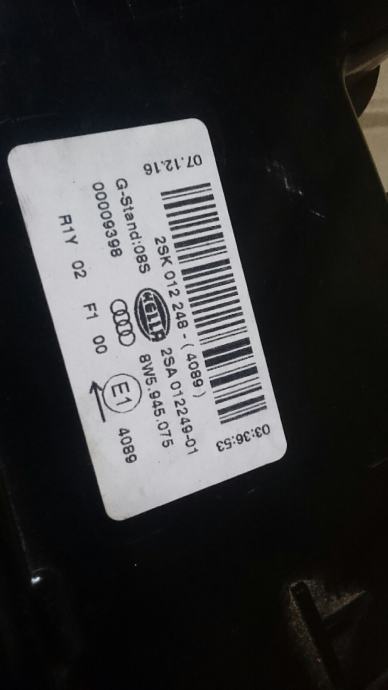 07.12.16
03:36:53
2SK 012 248 - ( 4089 )
G-Stand:08S HELLA 2SA 012249-01
00009398 8W5.945.075
R1Y 02 F1 00 E1 4089